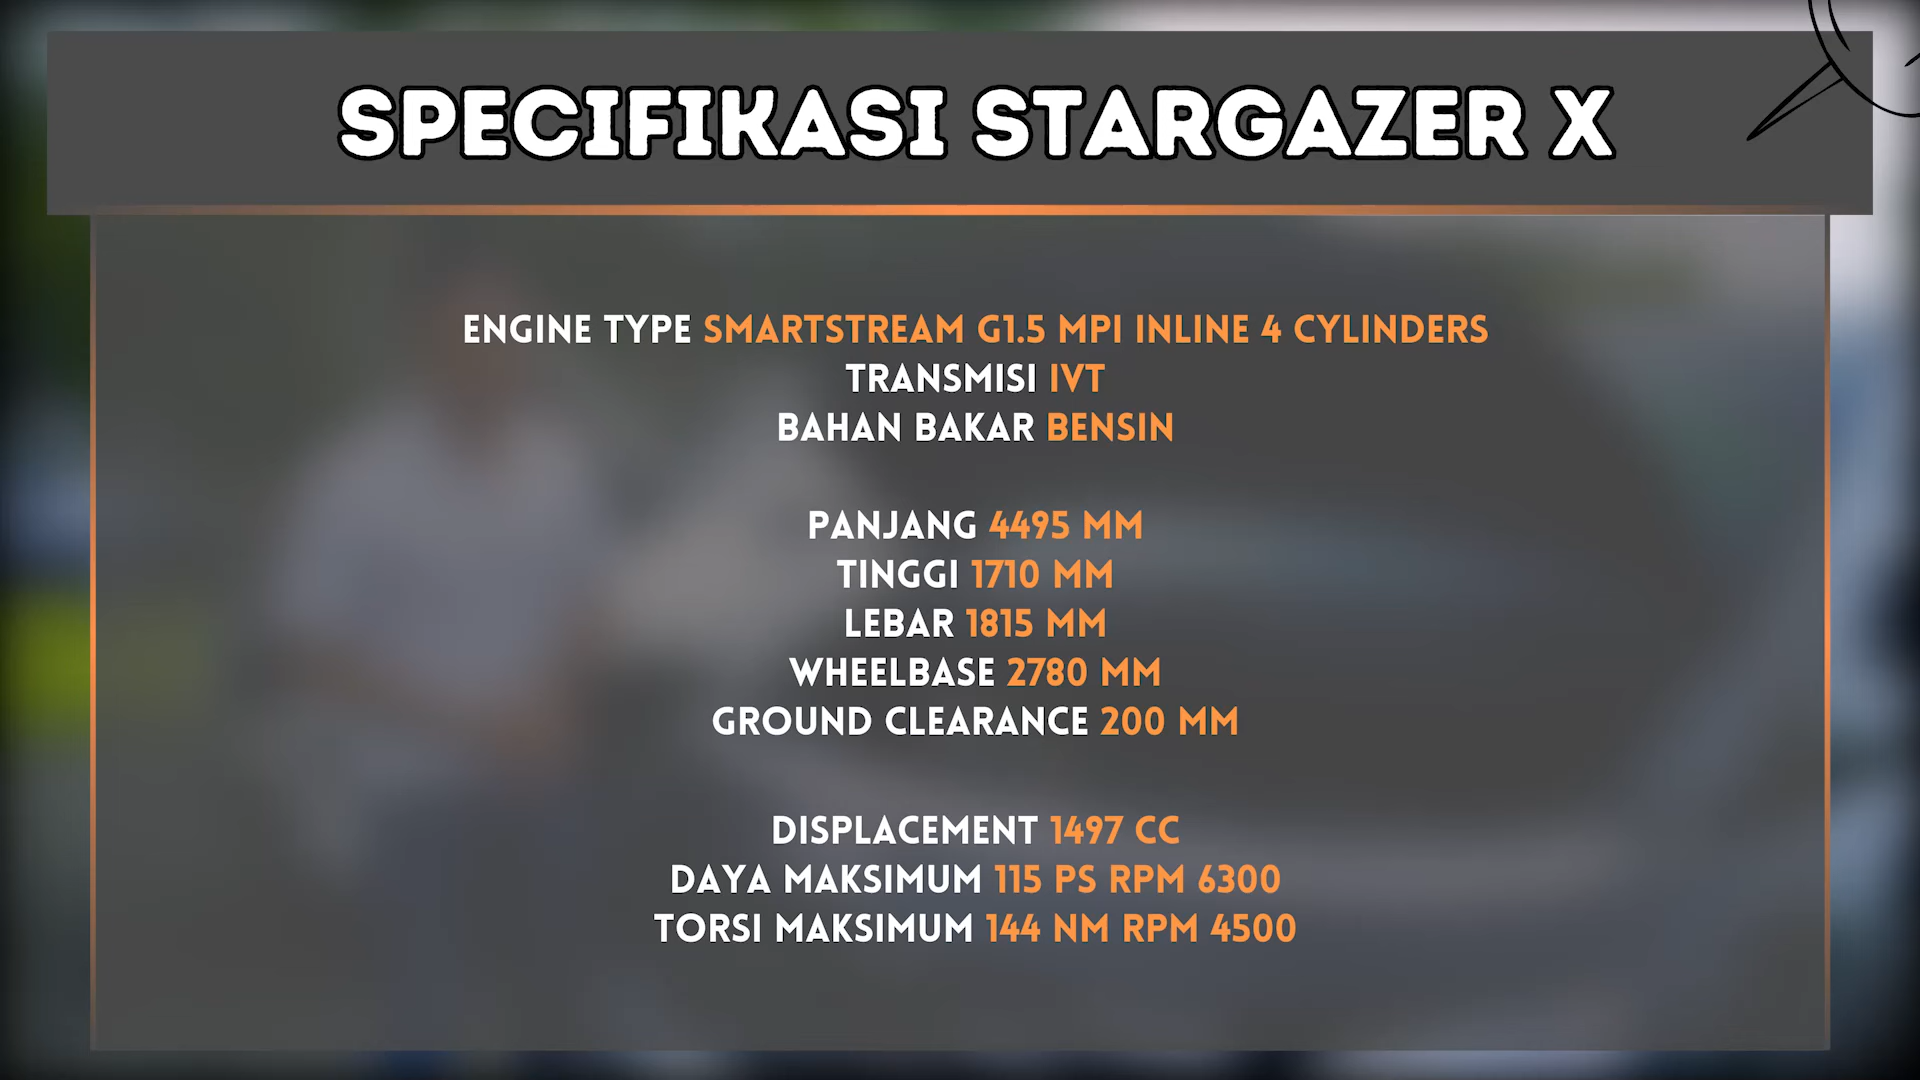 SPECIFIKASI STARGAZER X
ENGINE TYPE SMARTSTREAM G1.5 MPI INLINE 4 CYLINDERS
TRANSMISI IVT
BAHAN BAKAR BENSIN
PANJANG 4495 MM
TINGGI 1710 MM
LEBAR 1815 MM
WHEELBASE 2780 MM
GROUND CLEARANCE 200 MM
DISPLACEMENT 1497 CC
DAYA MAKSIMUM 115 PS RPM 6300
TORSI MAKSIMUM 144 NM RPM 4500